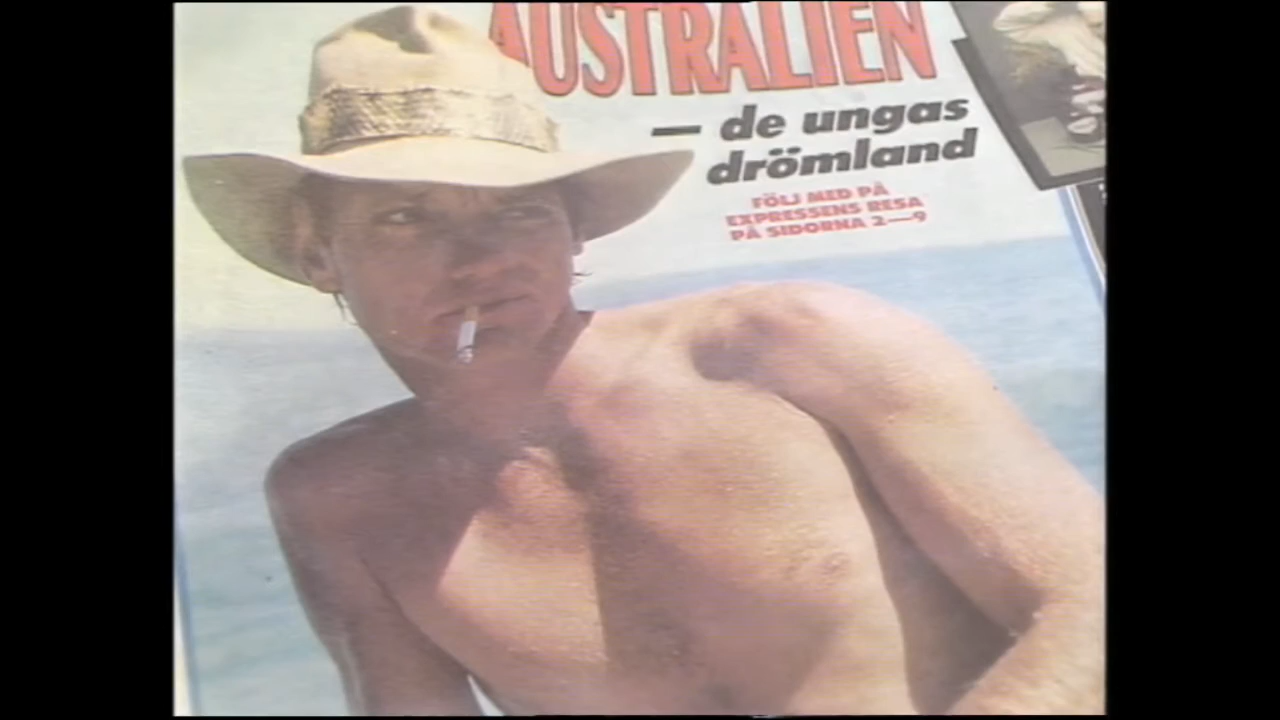 AUSTRALIEN
— de ungas
drömland
FÖLJ MED PÅ
EXPRESSENS RESA
PÅ SIDORNA 2—9